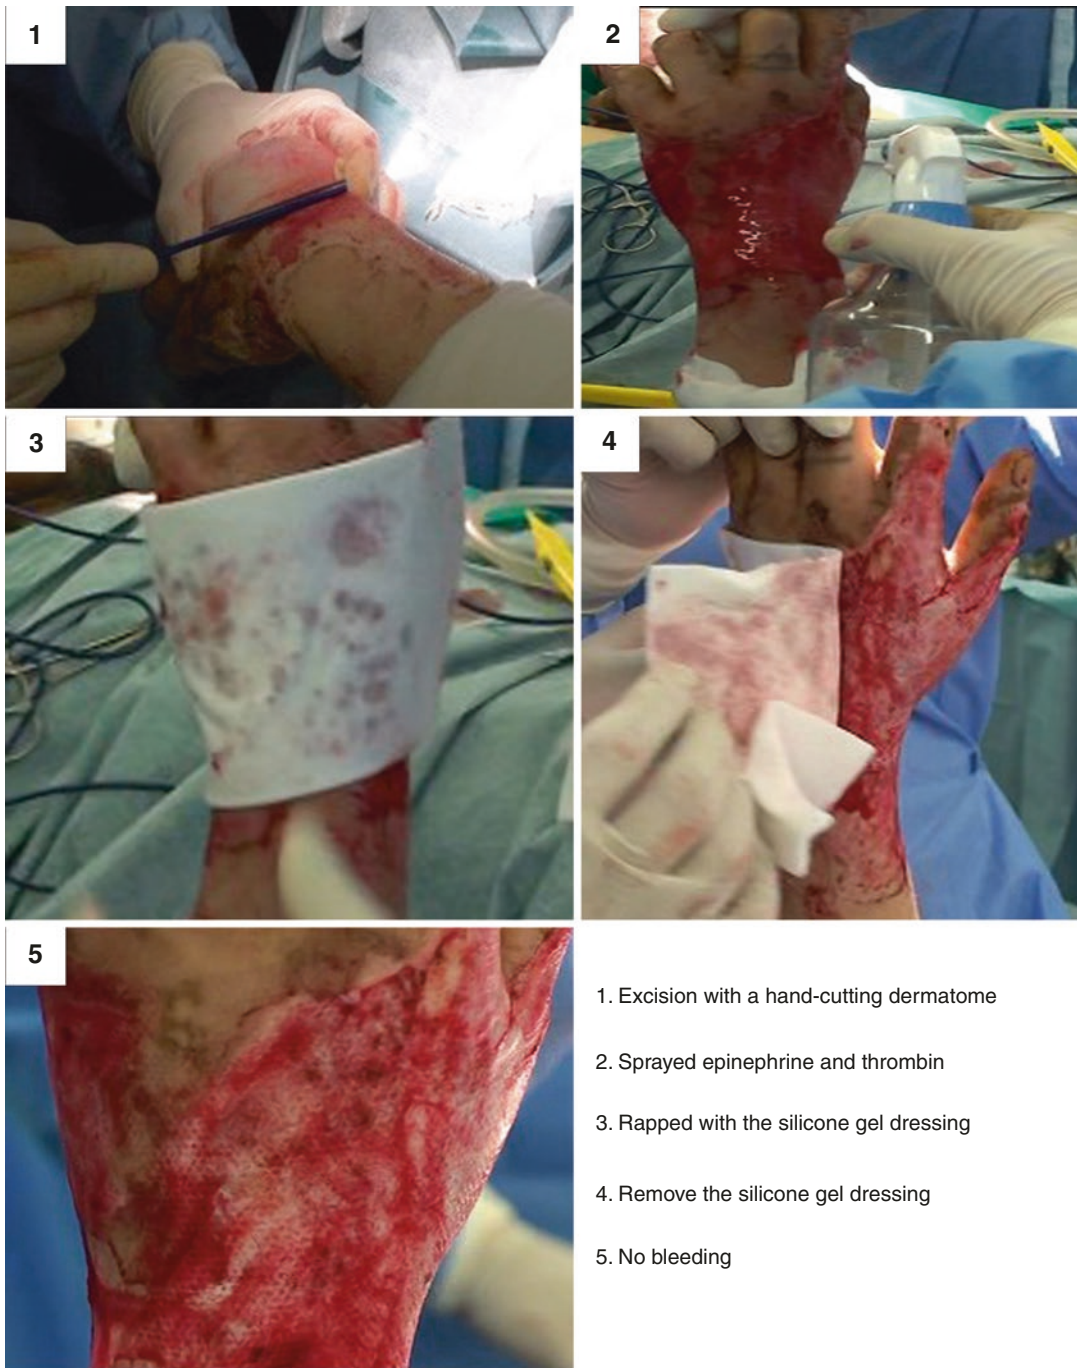 1
2
3
4
5
1. Excision with a hand-cutting dermatome
2. Sprayed epinephrine and thrombin
3. Rapped with the silicone gel dressing
4. Remove the silicone gel dressing
5. No bleeding